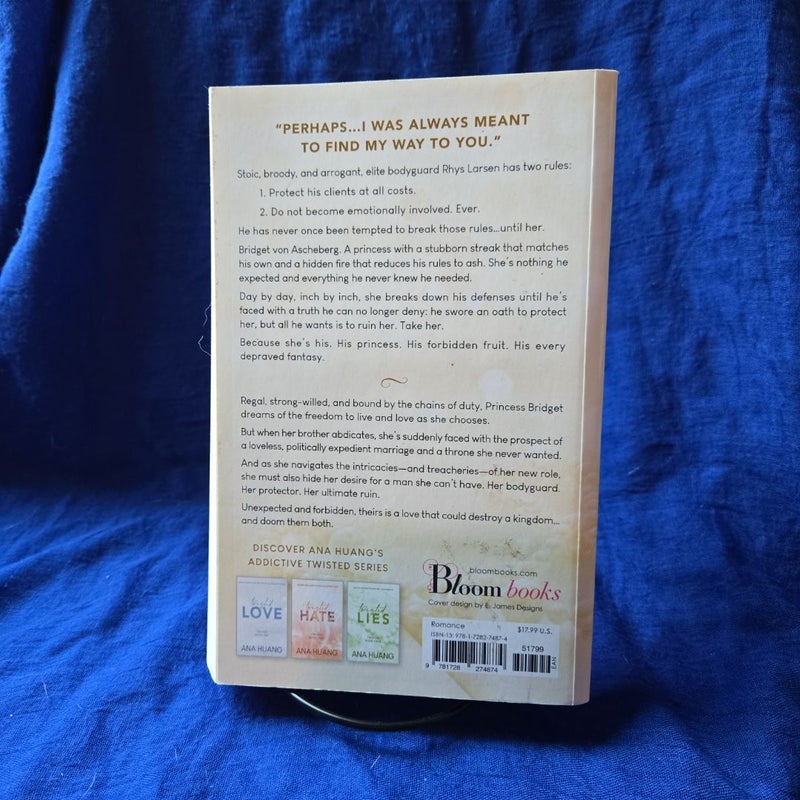 "PERHAPS...I WAS ALWAYS MEANT
TO FIND MY WAY TO YOU."
Stoic, broody, and arrogant, elite bodyguard Rhys Larsen has two rules:
1. Protect his clients at all costs.
2. Do not become emotionally involved. Ever.
He has never once been tempted to break those rules...until her.
Bridget von Ascheberg. A princess with a stubborn streak that matches
his own and a hidden fire that reduces his rules to ash. She's nothing he
expected and everything he never knew he needed.
Day by day, inch by inch, she breaks down his defenses until he's
faced with a truth he can no longer deny: he swore an oath to protect
her, but all he wants is to ruin her. Take her.
Because she's his. His princess. His forbidden fruit. His every
depraved fantasy.
Regal, strong-willed, and bound by the chains of duty, Princess Bridget
dreams of the freedom to live and love as she chooses.
But when her brother abdicates, she's suddenly faced with the prospect of
a loveless, politically expedient marriage and a throne she never wanted.
And as she navigates the intricacies—and treacheries—of her new role,
she must also hide her desire for a man she can't have. Her bodyguard.
Her protector. Her ultimate ruin.
Unexpected and forbidden, theirs is a love that could destroy a kingdom...
and doom them both.
DISCOVER ANA HUANG'S
ADDICTIVE TWISTED SERIES
twisted
LOVE
ANA HUANG
twisted
HATE
ANA HUANG
twisted
LIES
ANA HUANG
bloombooks.com
Bloom books
Cover design by E. James Designs
Romance
$17.99 U.S.
ISBN-13: 978-1-7282-7487-4
51799
9 781728 274874
EAN